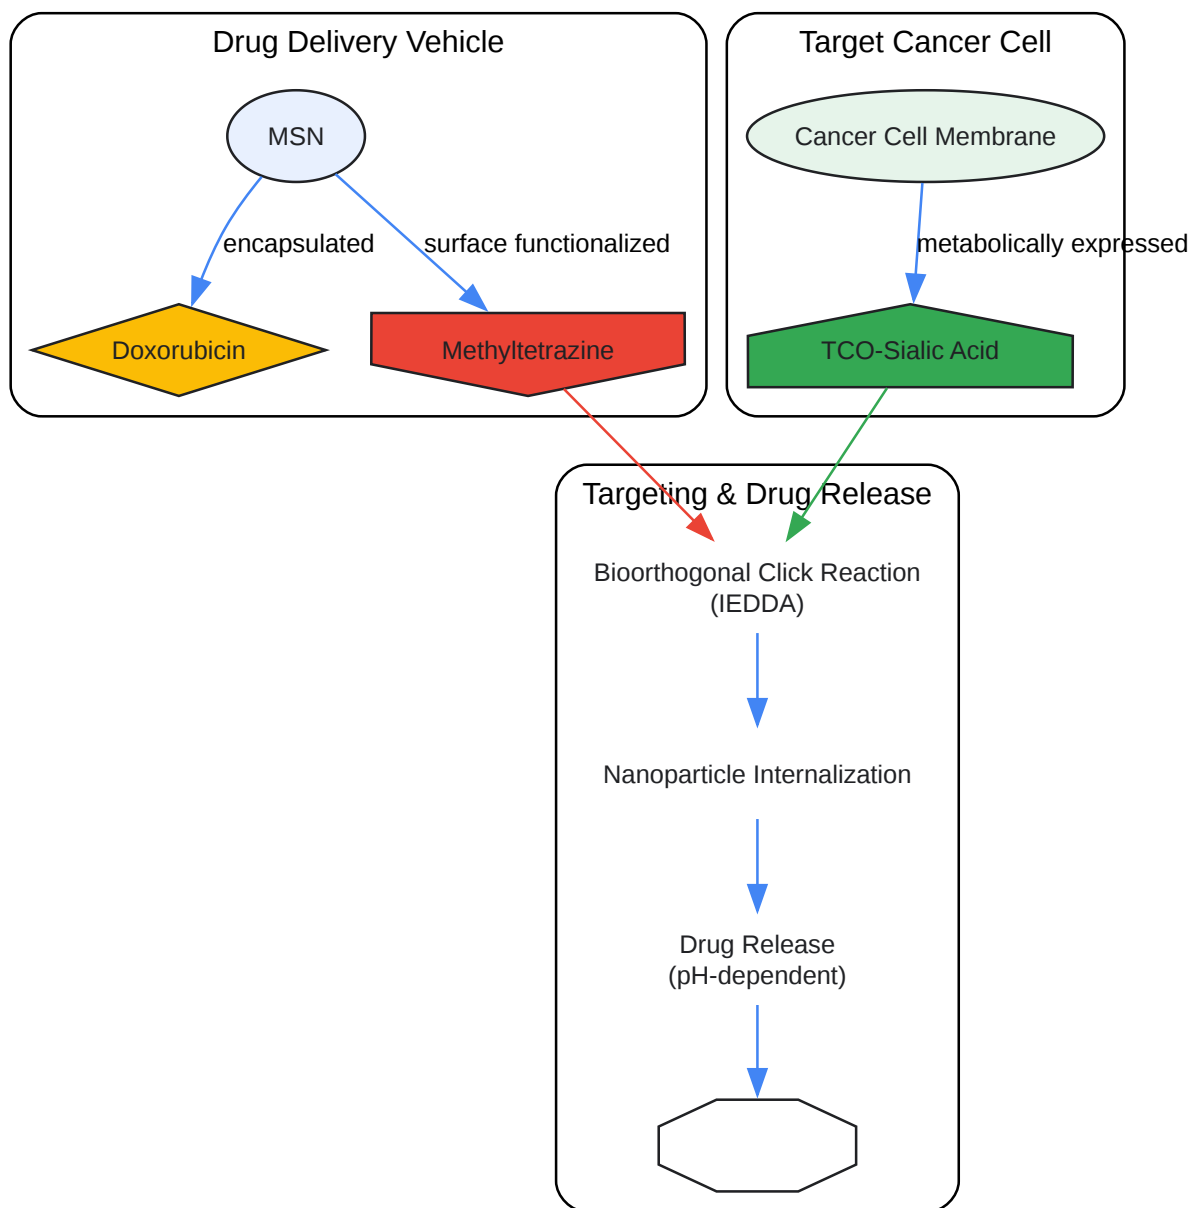 Drug Delivery Vehicle
Target Cancer Cell
MSN
Cancer Cell Membrane
encapsulated
surface functionalized
metabolically expressed
Doxorubicin
Methyltetrazine
TCO-Sialic Acid
Targeting & Drug Release
Bioorthogonal Click Reaction
(IEDDA)
Nanoparticle Internalization
Drug Release
(pH-dependent)